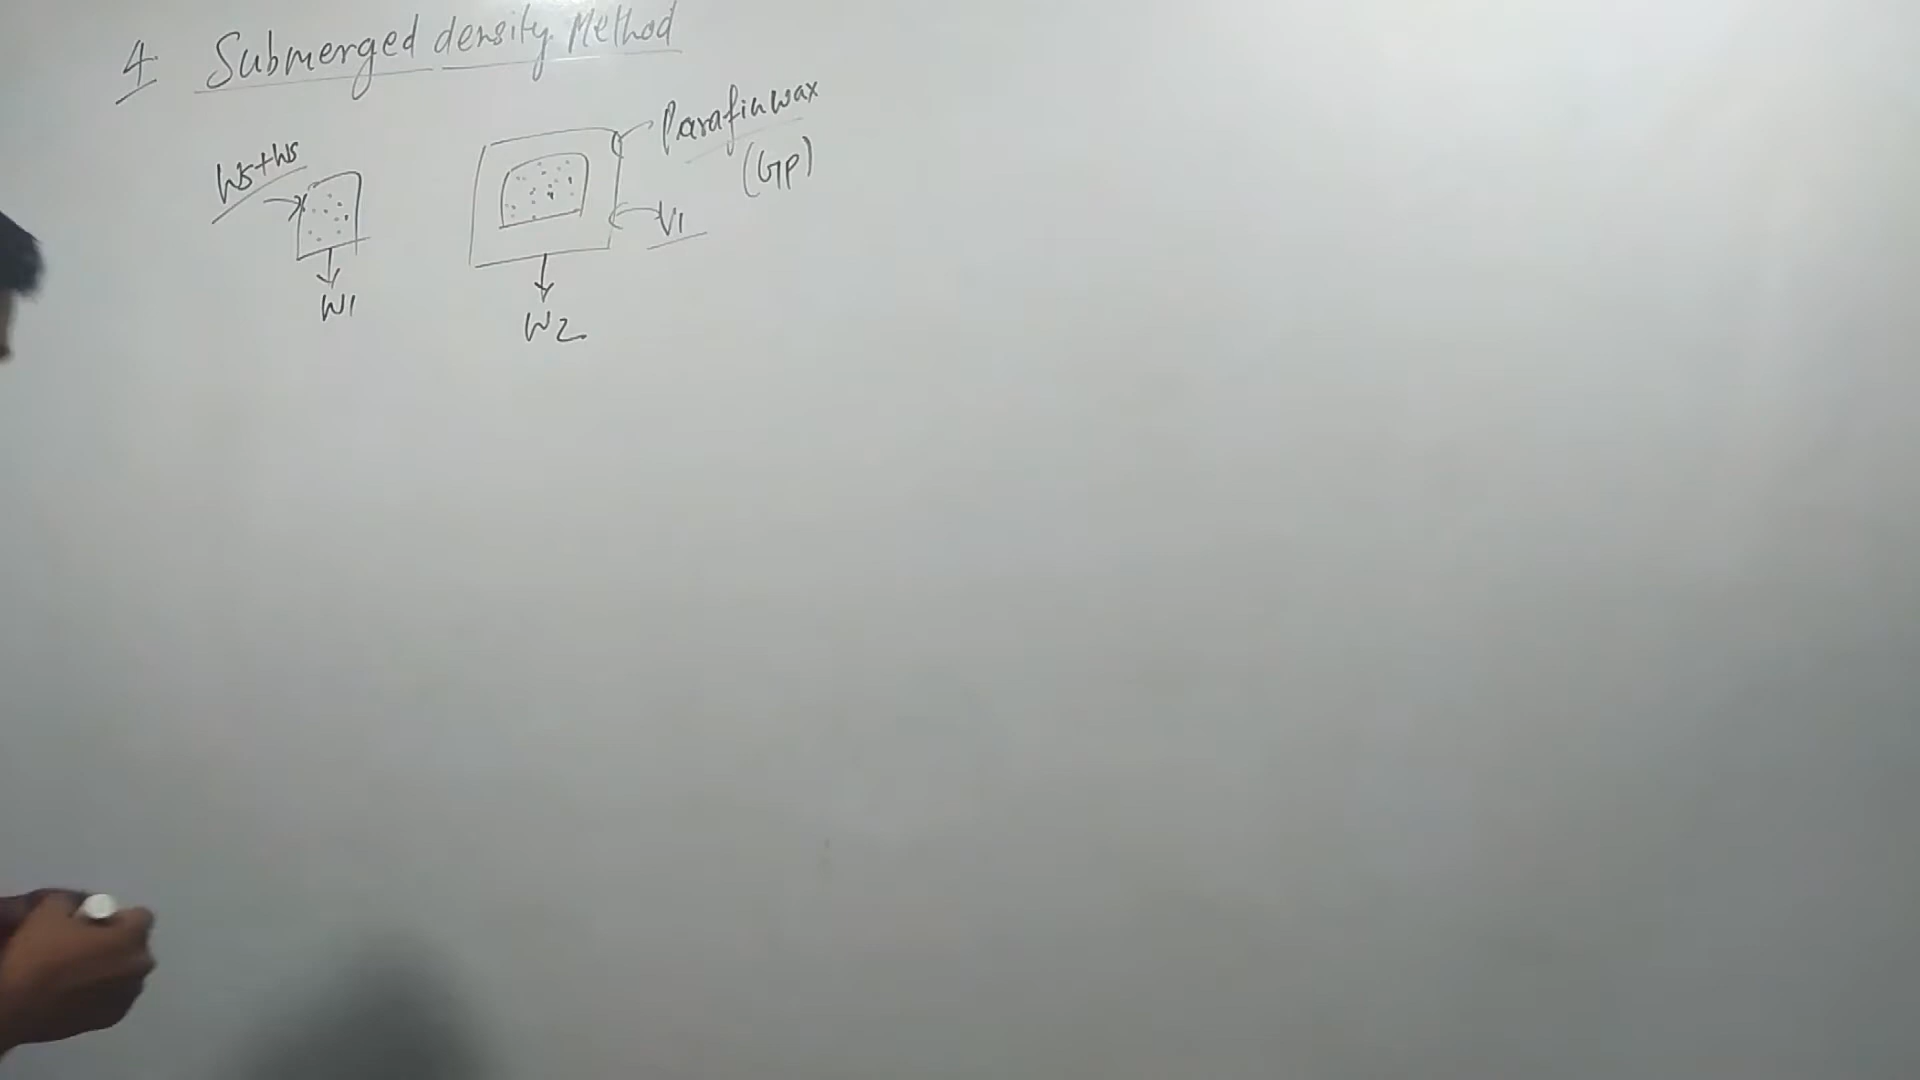 4. Submerged density Method
Parafin wax
(Gp)
Ws+Ws
V1
W1
W2